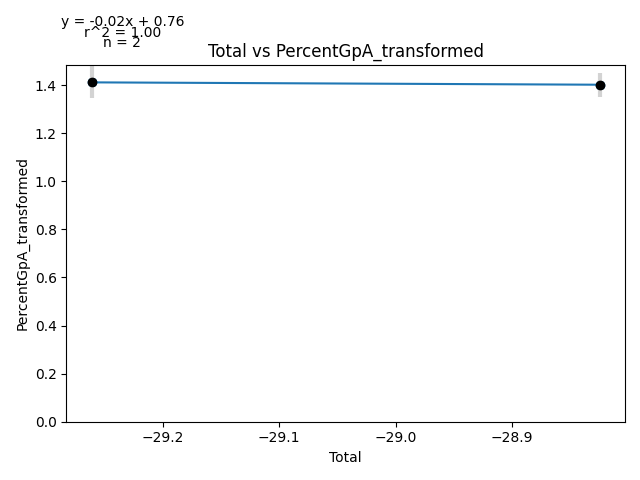 y = -0.02x + 0.76
r^2 = 1.00
n = 2
Total vs PercentGpA_transformed
PercentGpA_transformed
1.4
1.2
1.0
0.8
0.6
0.4
0.2
0.0
−29.2 −29.1 −29.0 −28.9
Total